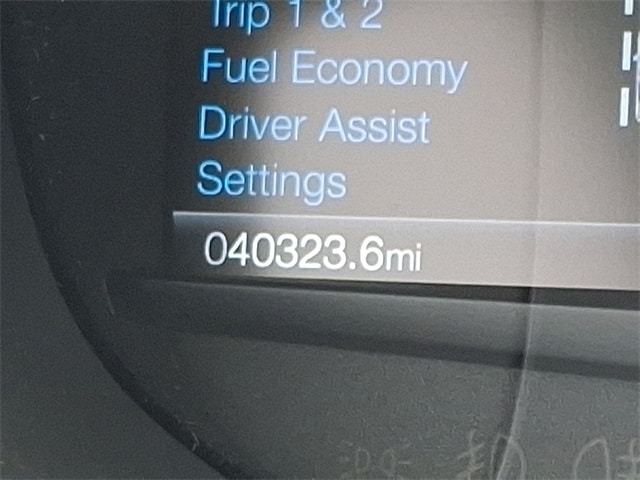 Trip 1 & 2
Fuel Economy
Driver Assist
Settings
040323.6mi